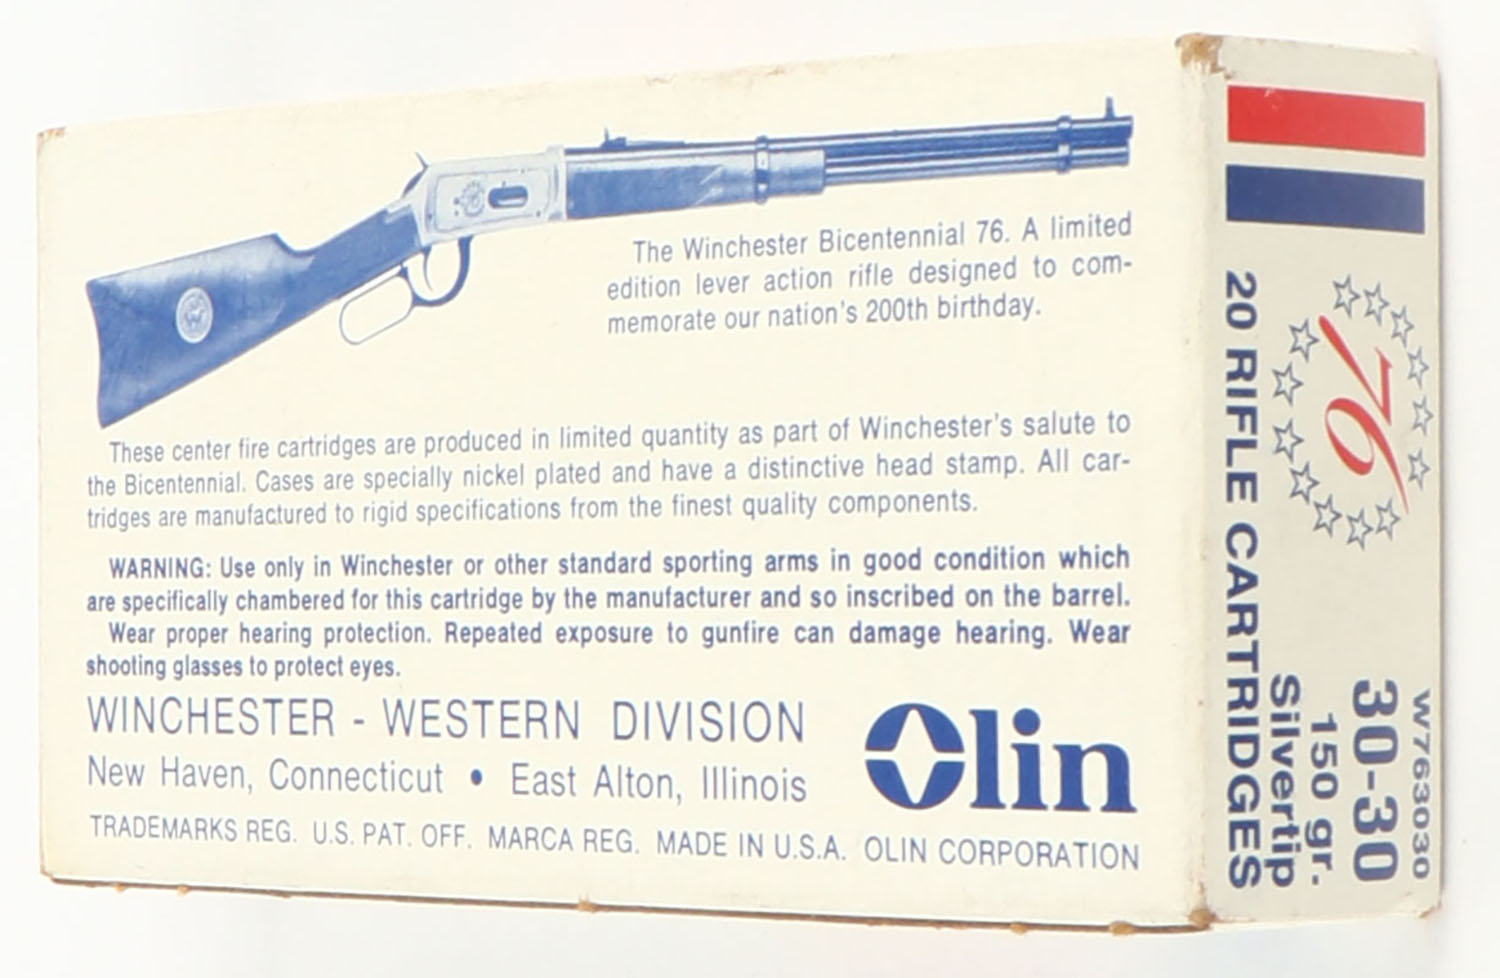 The Winchester Bicentennial 76. A limited
edition lever action rifle designed to com-
memorate our nation's 200th birthday.
These center fire cartridges are produced in limited quantity as part of Winchester's salute to
the Bicentennial. Cases are specially nickel plated and have a distinctive head stamp. All car-
tridges are manufactured to rigid specifications from the finest quality components.
WARNING: Use only in Winchester or other standard sporting arms in good condition which
are specifically chambered for this cartridge by the manufacturer and so inscribed on the barrel.
Wear proper hearing protection. Repeated exposure to gunfire can damage hearing. Wear
shooting glasses to protect eyes.
WINCHESTER - WESTERN DIVISION
New Haven, Connecticut • East Alton, Illinois
Olin
TRADEMARKS REG. U.S. PAT. OFF. MARCA REG. MADE IN U.S.A. OLIN CORPORATION
76
W763030
30-30
150 gr.
Silvertip
20 RIFLE CARTRIDGES